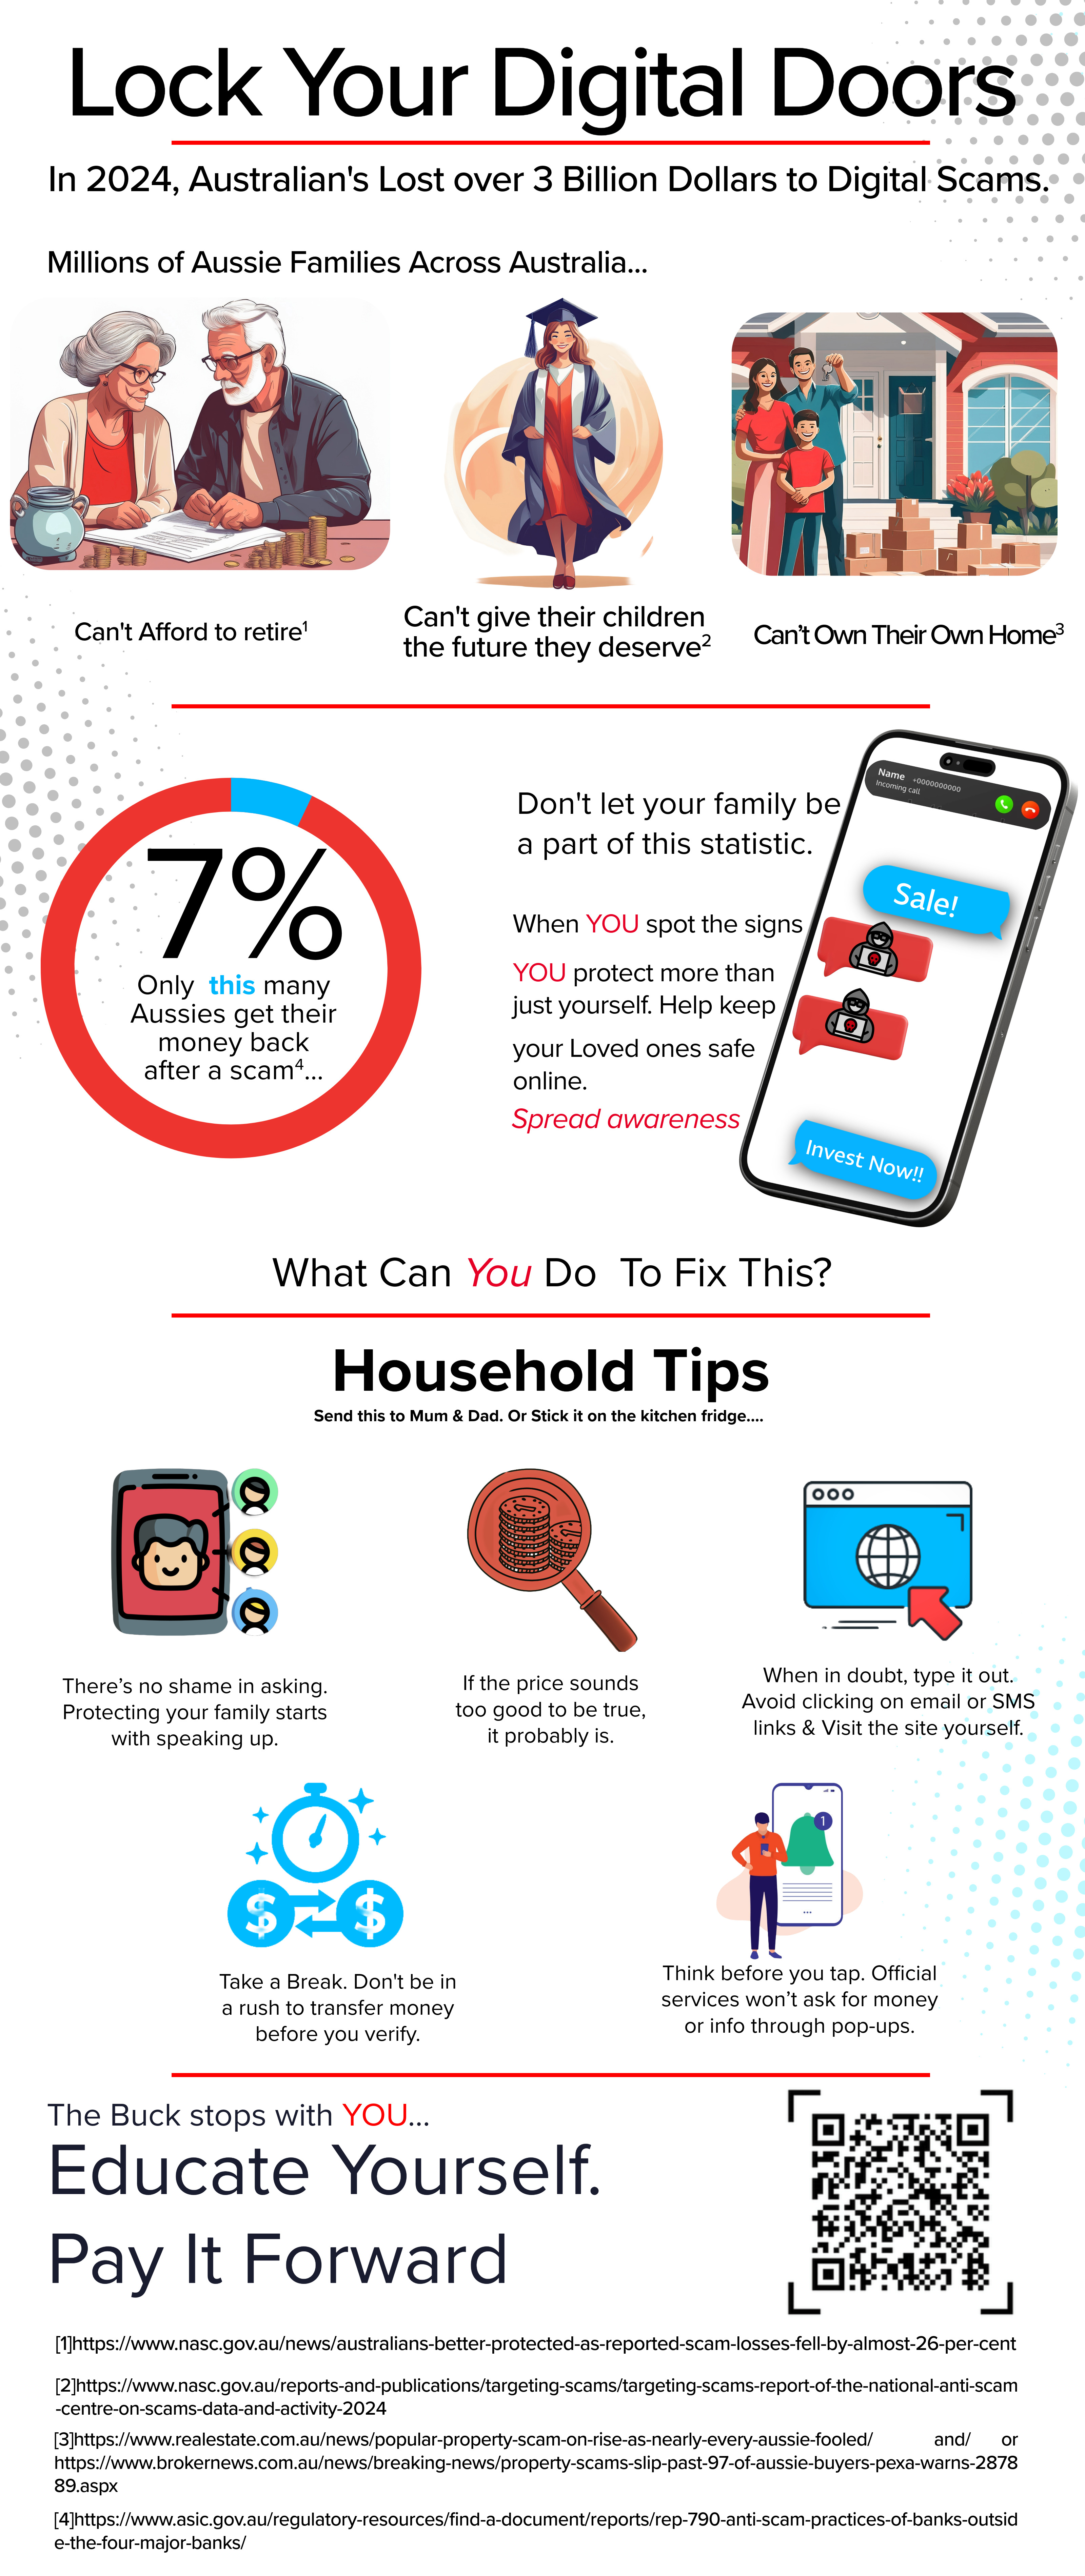 Lock Your Digital Doors
In 2024, Australian's Lost over 3 Billion Dollars to Digital Scams.
Millions of Aussie Families Across Australia...
Can't Afford to retire¹
Can't give their children
the future they deserve²
Can't Own Their Own Home³
7%
Only this many
Aussies get their
money back
after a scam⁴...
Don't let your family be
a part of this statistic.
When YOU spot the signs
YOU protect more than
just yourself. Help keep
your Loved ones safe
online.
Spread awareness
Name +0000000000
Incoming call
Sale!
Invest Now!!
What Can You Do To Fix This?
Household Tips
Send this to Mum & Dad. Or Stick it on the kitchen fridge....
There's no shame in asking.
Protecting your family starts
with speaking up.
If the price sounds
too good to be true,
it probably is.
When in doubt, type it out.
Avoid clicking on email or SMS
links & Visit the site yourself.
$ $
Take a Break. Don't be in
a rush to transfer money
before you verify.
1
Think before you tap. Official
services won't ask for money
or info through pop-ups.
The Buck stops with YOU...
Educate Yourself.
Pay It Forward
[1]https://www.nasc.gov.au/news/australians-better-protected-as-reported-scam-losses-fell-by-almost-26-per-cent
[2]https://www.nasc.gov.au/reports-and-publications/targeting-scams/targeting-scams-report-of-the-national-anti-scam
-centre-on-scams-data-and-activity-2024
[3]https://www.realestate.com.au/news/popular-property-scam-on-rise-as-nearly-every-aussie-fooled/ and/ or
https://www.brokernews.com.au/news/breaking-news/property-scams-slip-past-97-of-aussie-buyers-pexa-warns-2878
89.aspx
[4]https://www.asic.gov.au/regulatory-resources/find-a-document/reports/rep-790-anti-scam-practices-of-banks-outsid
e-the-four-major-banks/